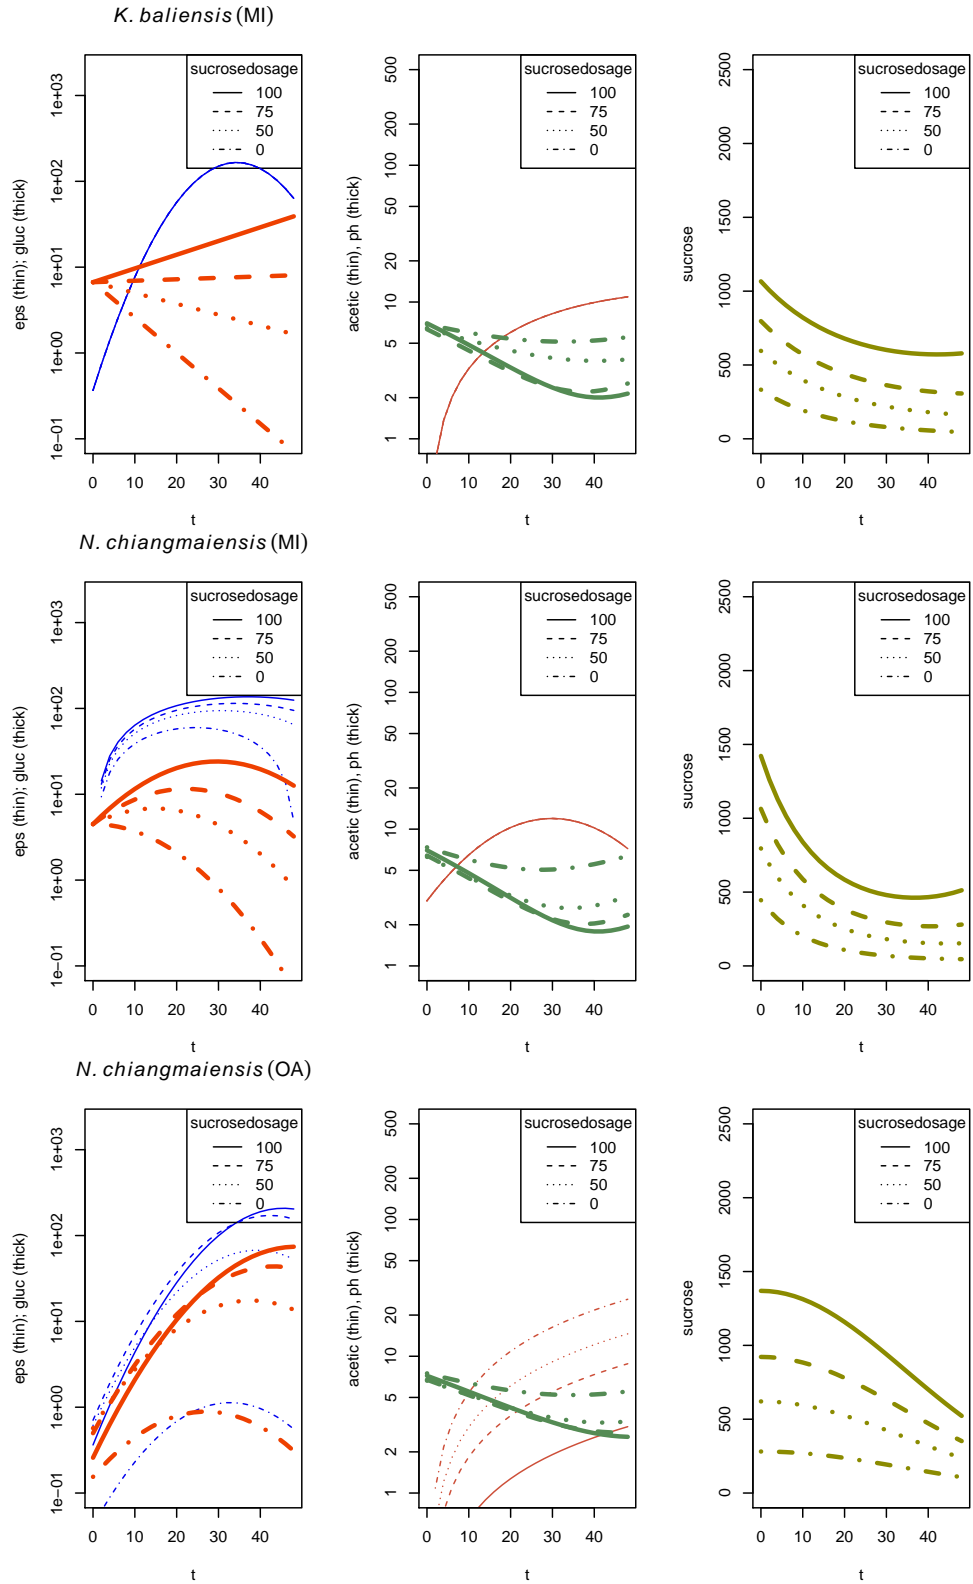 K. baliensis (MI)
eps (thin); gluc (thick)
1e−01 1e+00 1e+01 1e+02 1e+03
sucrosedosage
100
75
50
0
0 10 20 30 40
t
acetic (thin), ph (thick)
1 2 5 10 20 50 100 200 500
sucrosedosage
100
75
50
0
0 10 20 30 40
t
sucrose
0 500 1000 1500 2000 2500
sucrosedosage
100
75
50
0
0 10 20 30 40
t
N. chiangmaiensis (MI)
eps (thin); gluc (thick)
1e−01 1e+00 1e+01 1e+02 1e+03
sucrosedosage
100
75
50
0
0 10 20 30 40
t
acetic (thin), ph (thick)
1 2 5 10 20 50 100 200 500
sucrosedosage
100
75
50
0
0 10 20 30 40
t
sucrose
0 500 1000 1500 2000 2500
sucrosedosage
100
75
50
0
0 10 20 30 40
t
N. chiangmaiensis (OA)
eps (thin); gluc (thick)
1e−01 1e+00 1e+01 1e+02 1e+03
sucrosedosage
100
75
50
0
0 10 20 30 40
t
acetic (thin), ph (thick)
1 2 5 10 20 50 100 200 500
sucrosedosage
100
75
50
0
0 10 20 30 40
t
sucrose
0 500 1000 1500 2000 2500
sucrosedosage
100
75
50
0
0 10 20 30 40
t